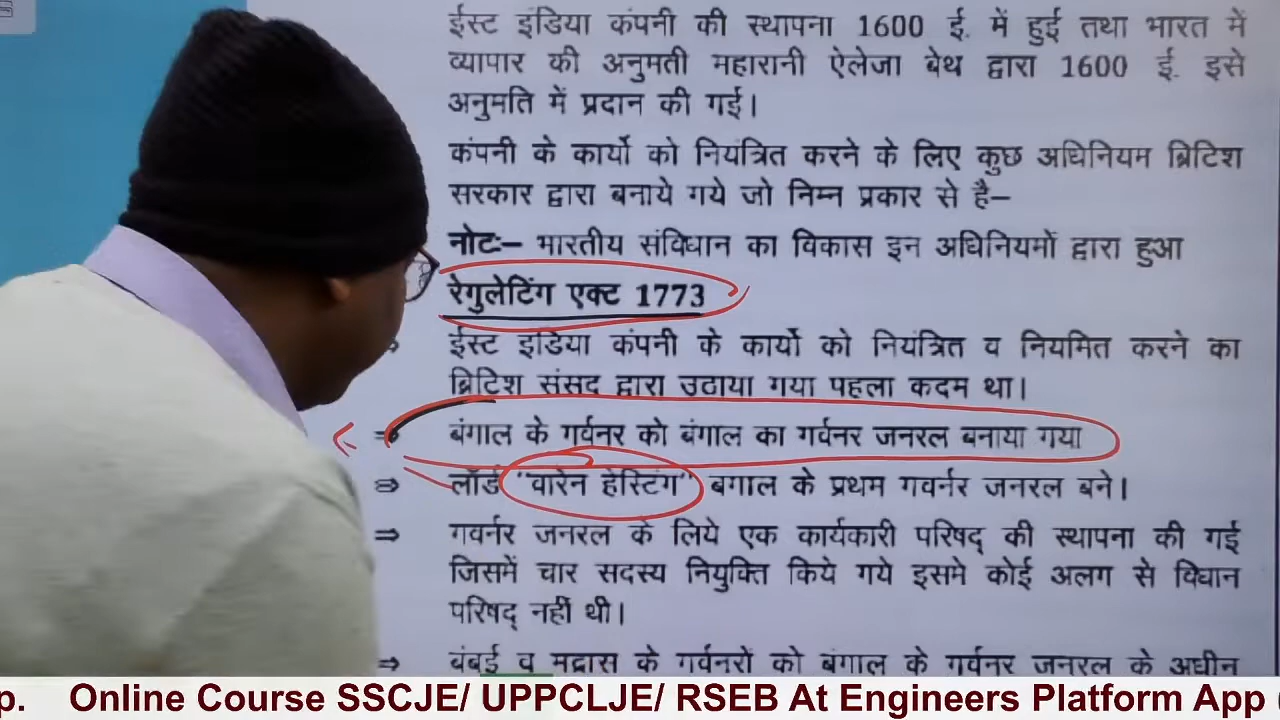 ईस्ट इंडिया कंपनी की स्थापना 1600 ई. में हुई तथा भारत में
व्यापार की अनुमती महारानी ऐलेजा बेथ द्वारा 1600 ई. इसे
अनुमति में प्रदान की गई।
कंपनी के कार्यो को नियंत्रित करने के लिए कुछ अधिनियम ब्रिटिश
सरकार द्वारा बनाये गये जो निम्न प्रकार से है–
नोटः– भारतीय संविधान का विकास इन अधिनियमों द्वारा हुआ
रेगुलेटिंग एक्ट 1773
ईस्ट इंडिया कंपनी के कार्यो को नियंत्रित व नियमित करने का
ब्रिटिश संसद द्वारा उठाया गया पहला कदम था।
⇒ बंगाल के गर्वनर को बंगाल का गर्वनर जनरल बनाया गया
⇒ लॉर्ड "वारेन हेस्टिंग" बगाल के प्रथम गवर्नर जनरल बने।
⇒ गवर्नर जनरल के लिये एक कार्यकारी परिषद् की स्थापना की गई
जिसमें चार सदस्य नियुक्ति किये गये इसमे कोई अलग से विधान
परिषद् नहीं थी।
⇒ बंबई व मद्रास के गर्वनरों को बंगाल के गर्वनर जनरल के अधीन
p. Online Course SSCJE/ UPPCLJE/ RSEB At Engineers Platform App